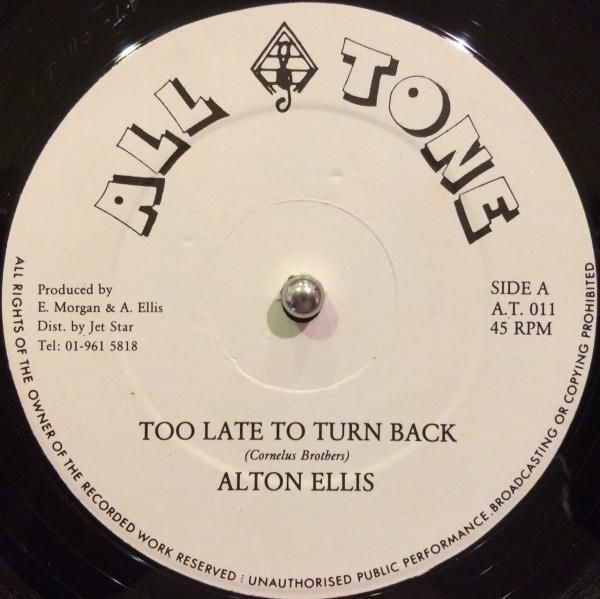 ALL TONE
Produced by
E. Morgan & A. Ellis
Dist. by Jet Star
Tel: 01-961 5818
SIDE A
A.T. 011
45 RPM
TOO LATE TO TURN BACK
(Cornelus Brothers)
ALTON ELLIS
ALL RIGHTS OF THE OWNER OF THE RECORDED WORK RESERVED : UNAUTHORISED PUBLIC PERFORMANCE, BROADCASTING OR COPYING PROHIBITED